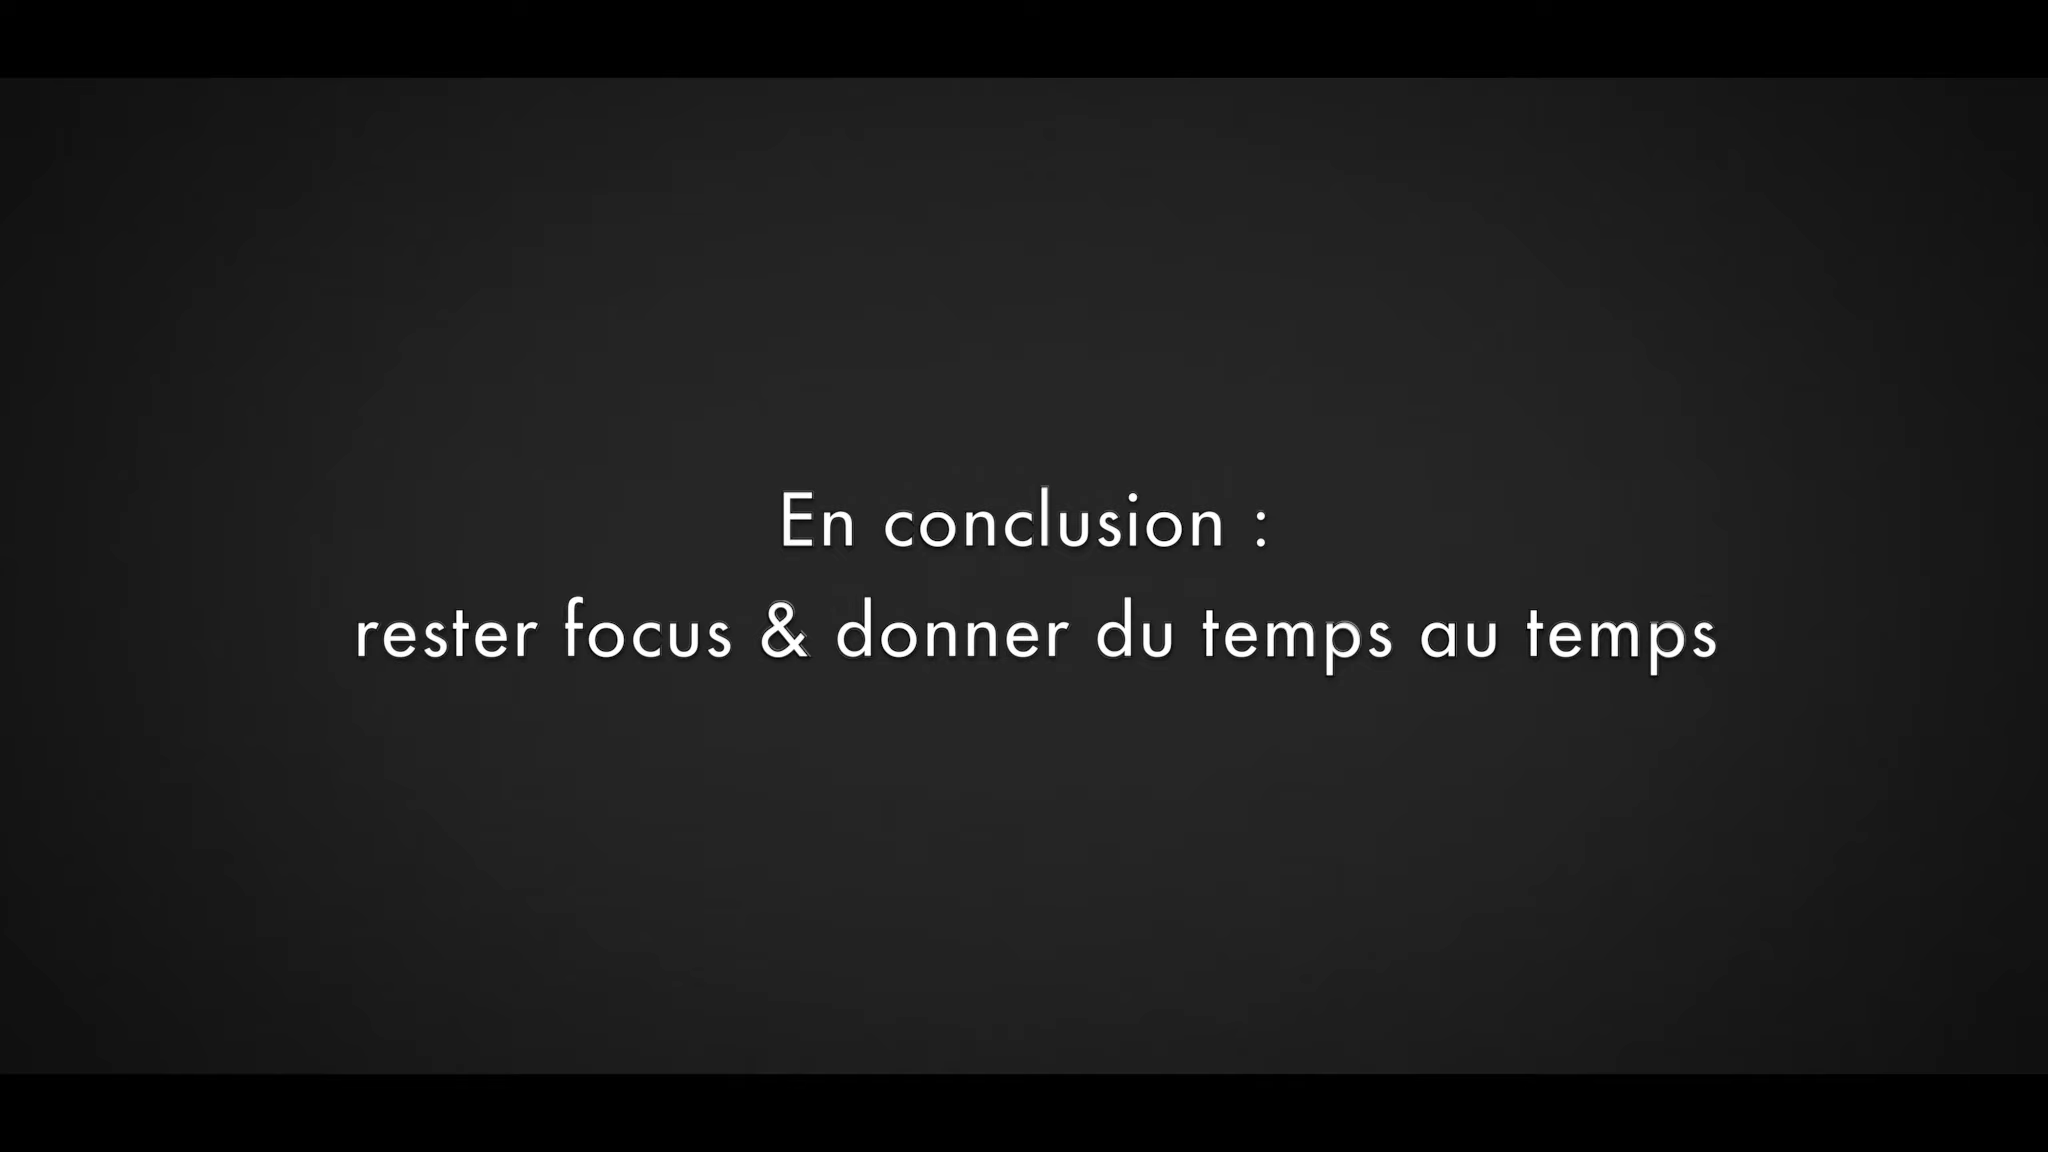 En conclusion :
rester focus & donner du temps au temps